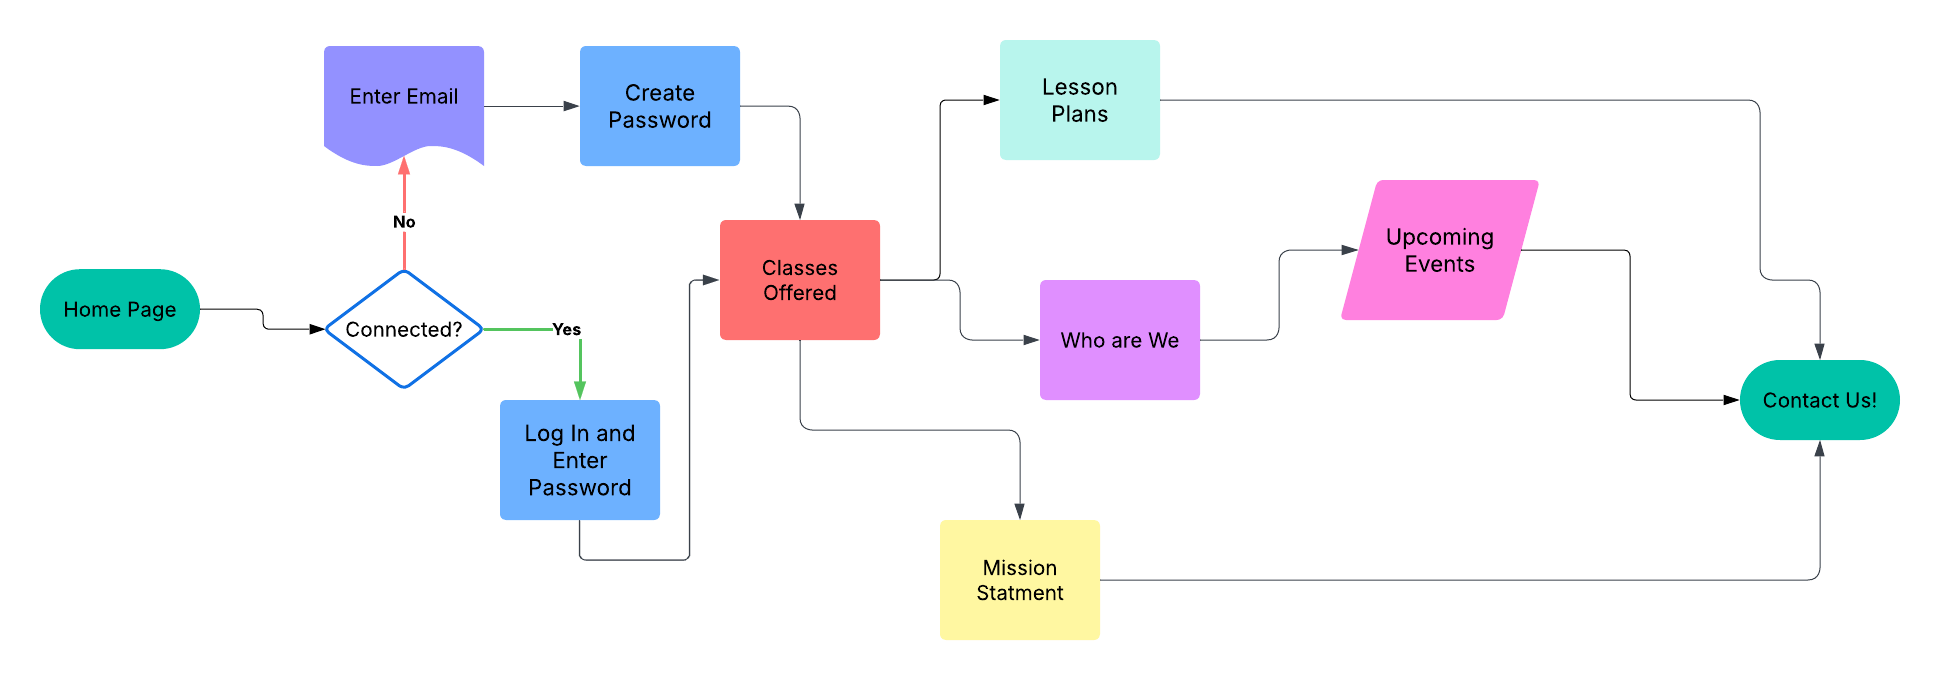 Home Page
Connected?
No
Yes
Enter Email
Create
Password
Log In and
Enter
Password
Classes
Offered
Lesson
Plans
Who are We
Upcoming
Events
Mission
Statment
Contact Us!